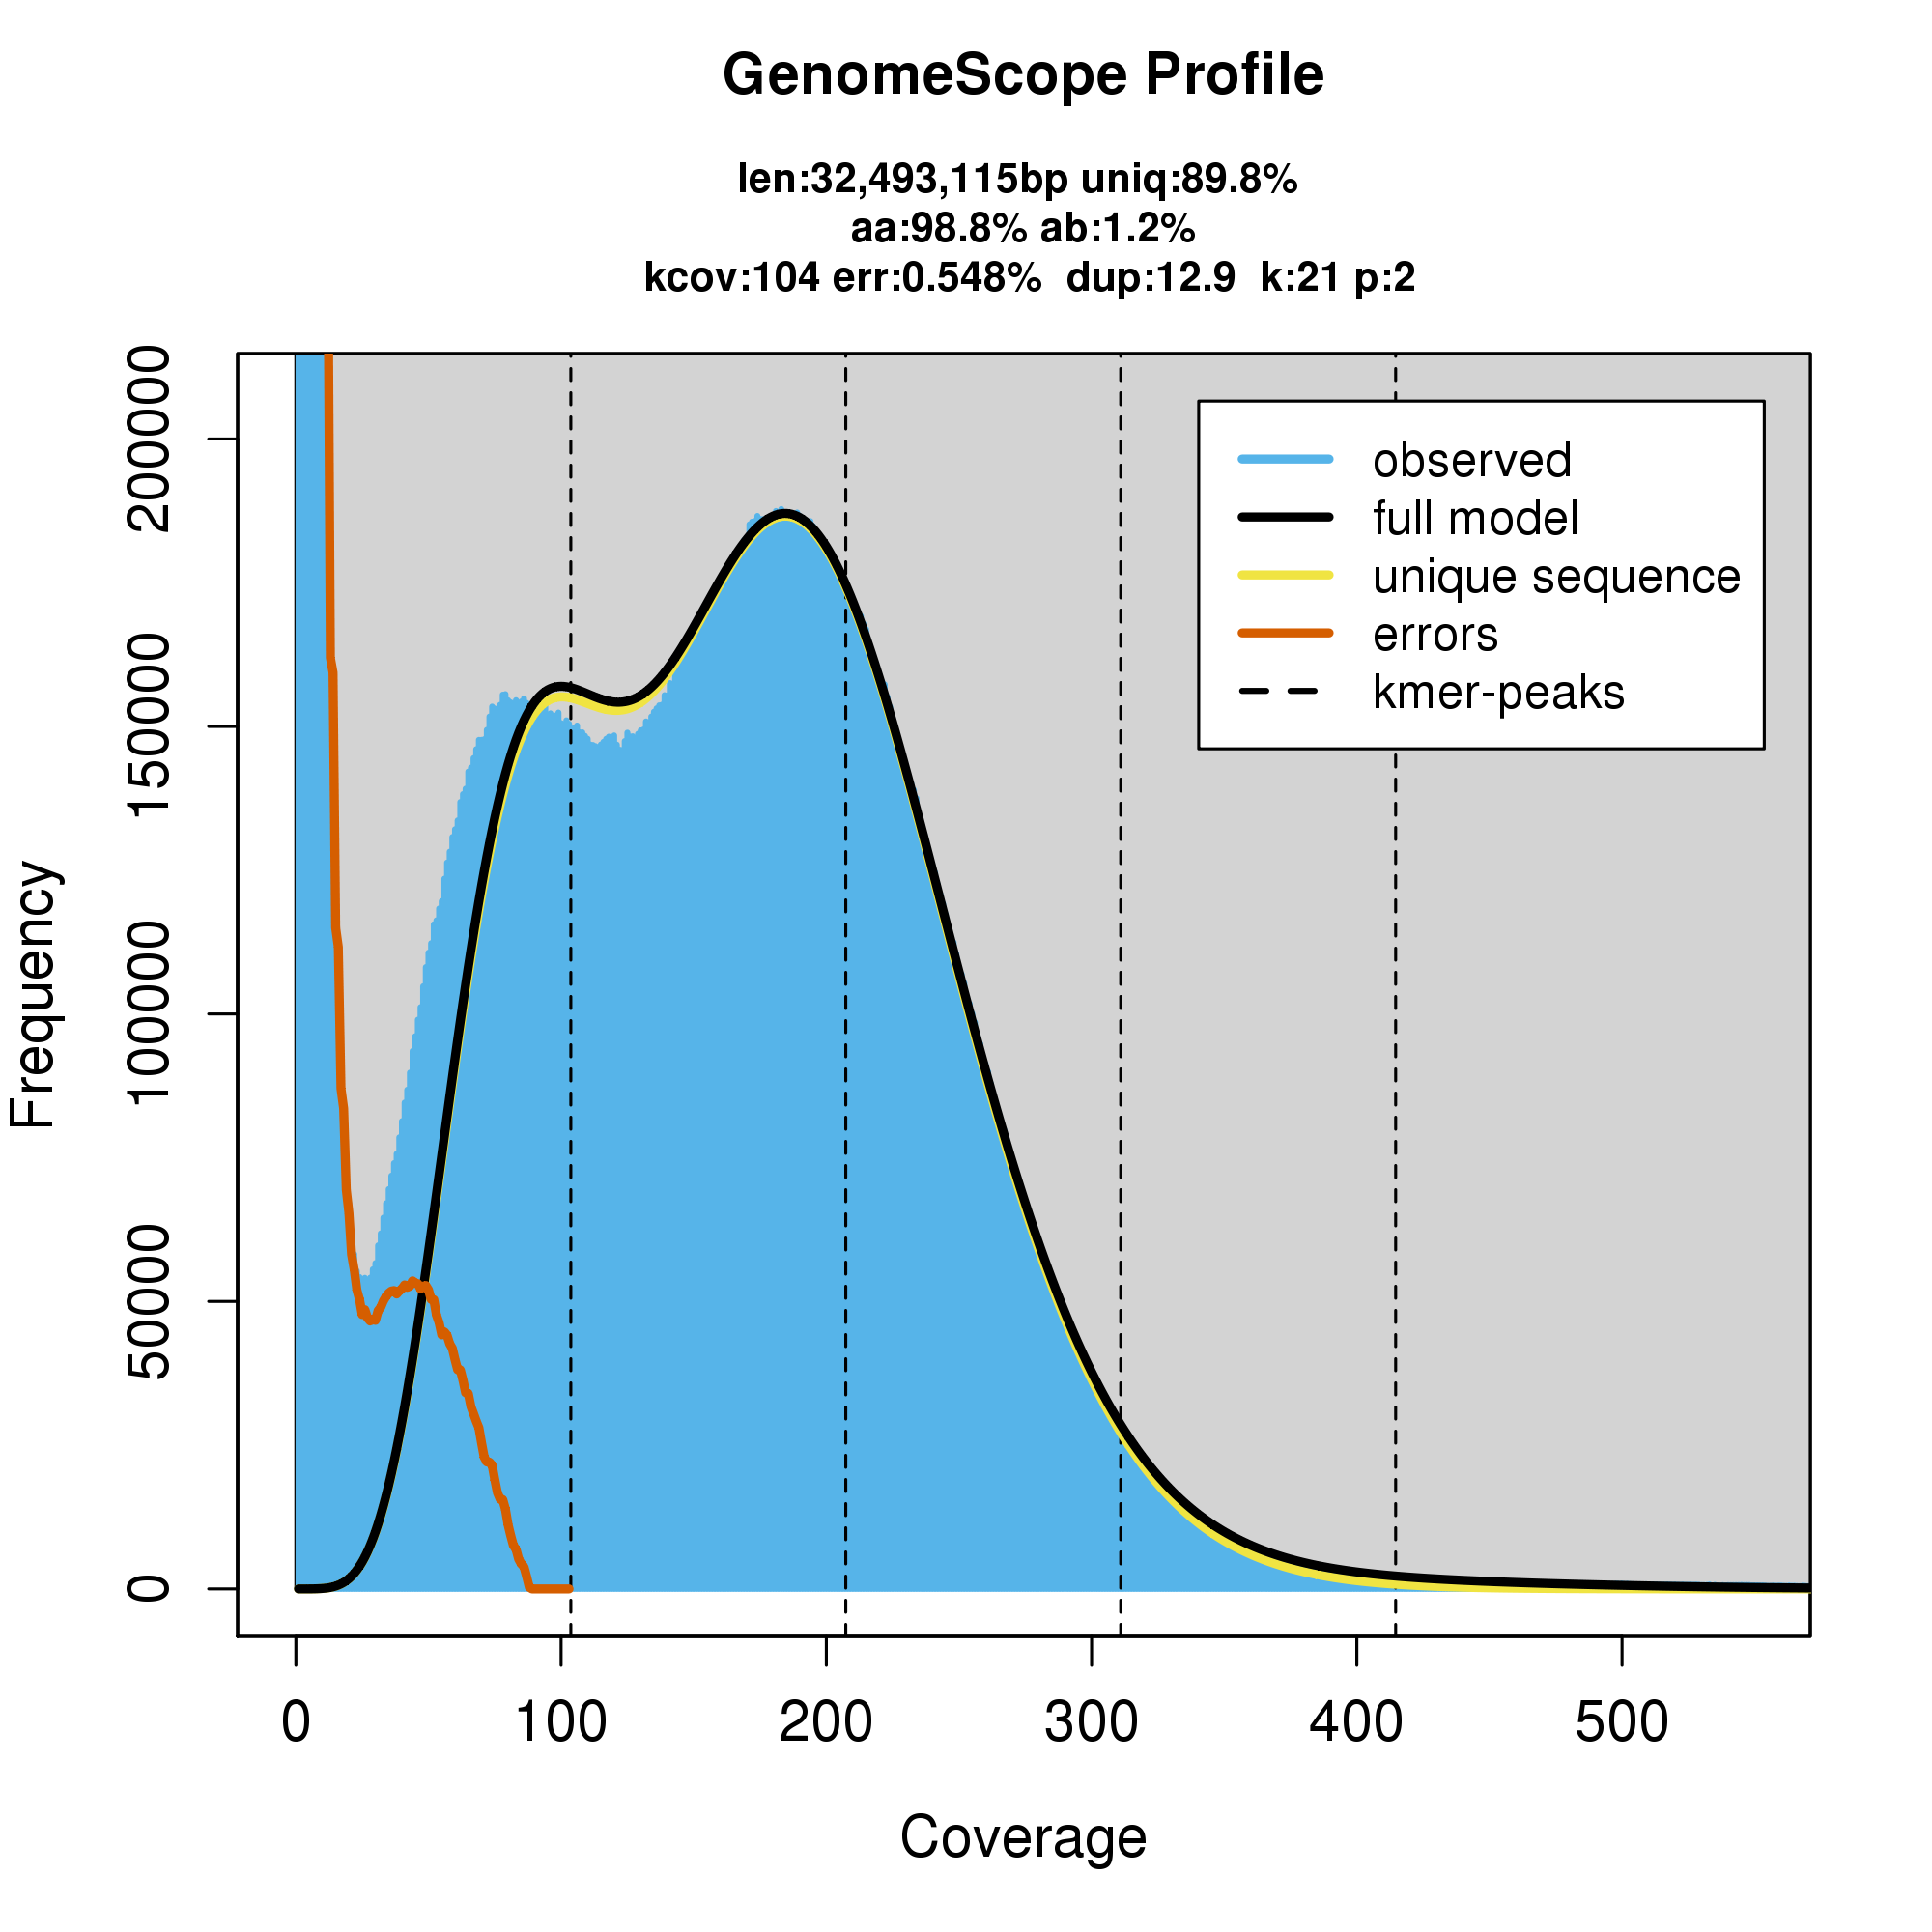 GenomeScope Profile
len:32,493,115bp uniq:89.8%
aa:98.8% ab:1.2%
kcov:104 err:0.548% dup:12.9 k:21 p:2
observed
full model
unique sequence
errors
kmer-peaks
Frequency
200000
150000
100000
50000
0
0 100 200 300 400 500
Coverage